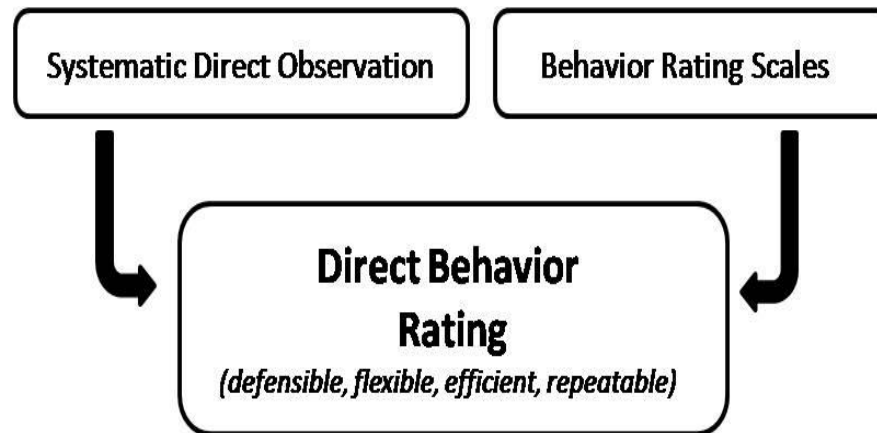 Systematic Direct Observation
Behavior Rating Scales
Direct Behavior
Rating
(defensible, flexible, efficient, repeatable)